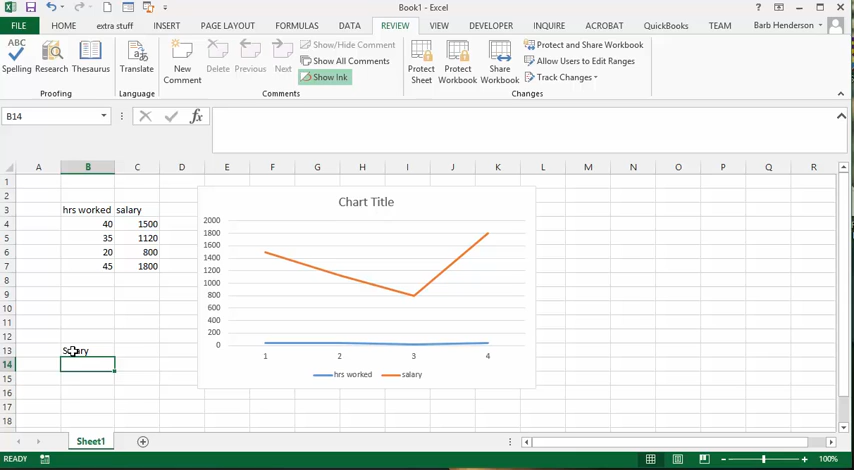 Book1 - Excel
FILE HOME extra stuff INSERT PAGE LAYOUT FORMULAS DATA REVIEW VIEW DEVELOPER INQUIRE ACROBAT QuickBooks TEAM Barb Henderson
ABC
Spelling Research Thesaurus
Proofing
Translate
Language
New Comment Delete Previous Next
Show/Hide Comment
Show All Comments
Show Ink
Comments
Protect Sheet Protect Workbook Share Workbook
Protect and Share Workbook
Allow Users to Edit Ranges
Track Changes
Changes
B14 fx
A B C D E F G H I J K L M N O P Q R
1
2
3 hrs worked salary
4 40 1500
5 35 1120
6 20 800
7 45 1800
8
9
10
11
12
13 Salary
14
15
16
17
18
Chart Title
2000
1800
1600
1400
1200
1000
800
600
400
200
0
1 2 3 4
hrs worked salary
Sheet1
READY 100%